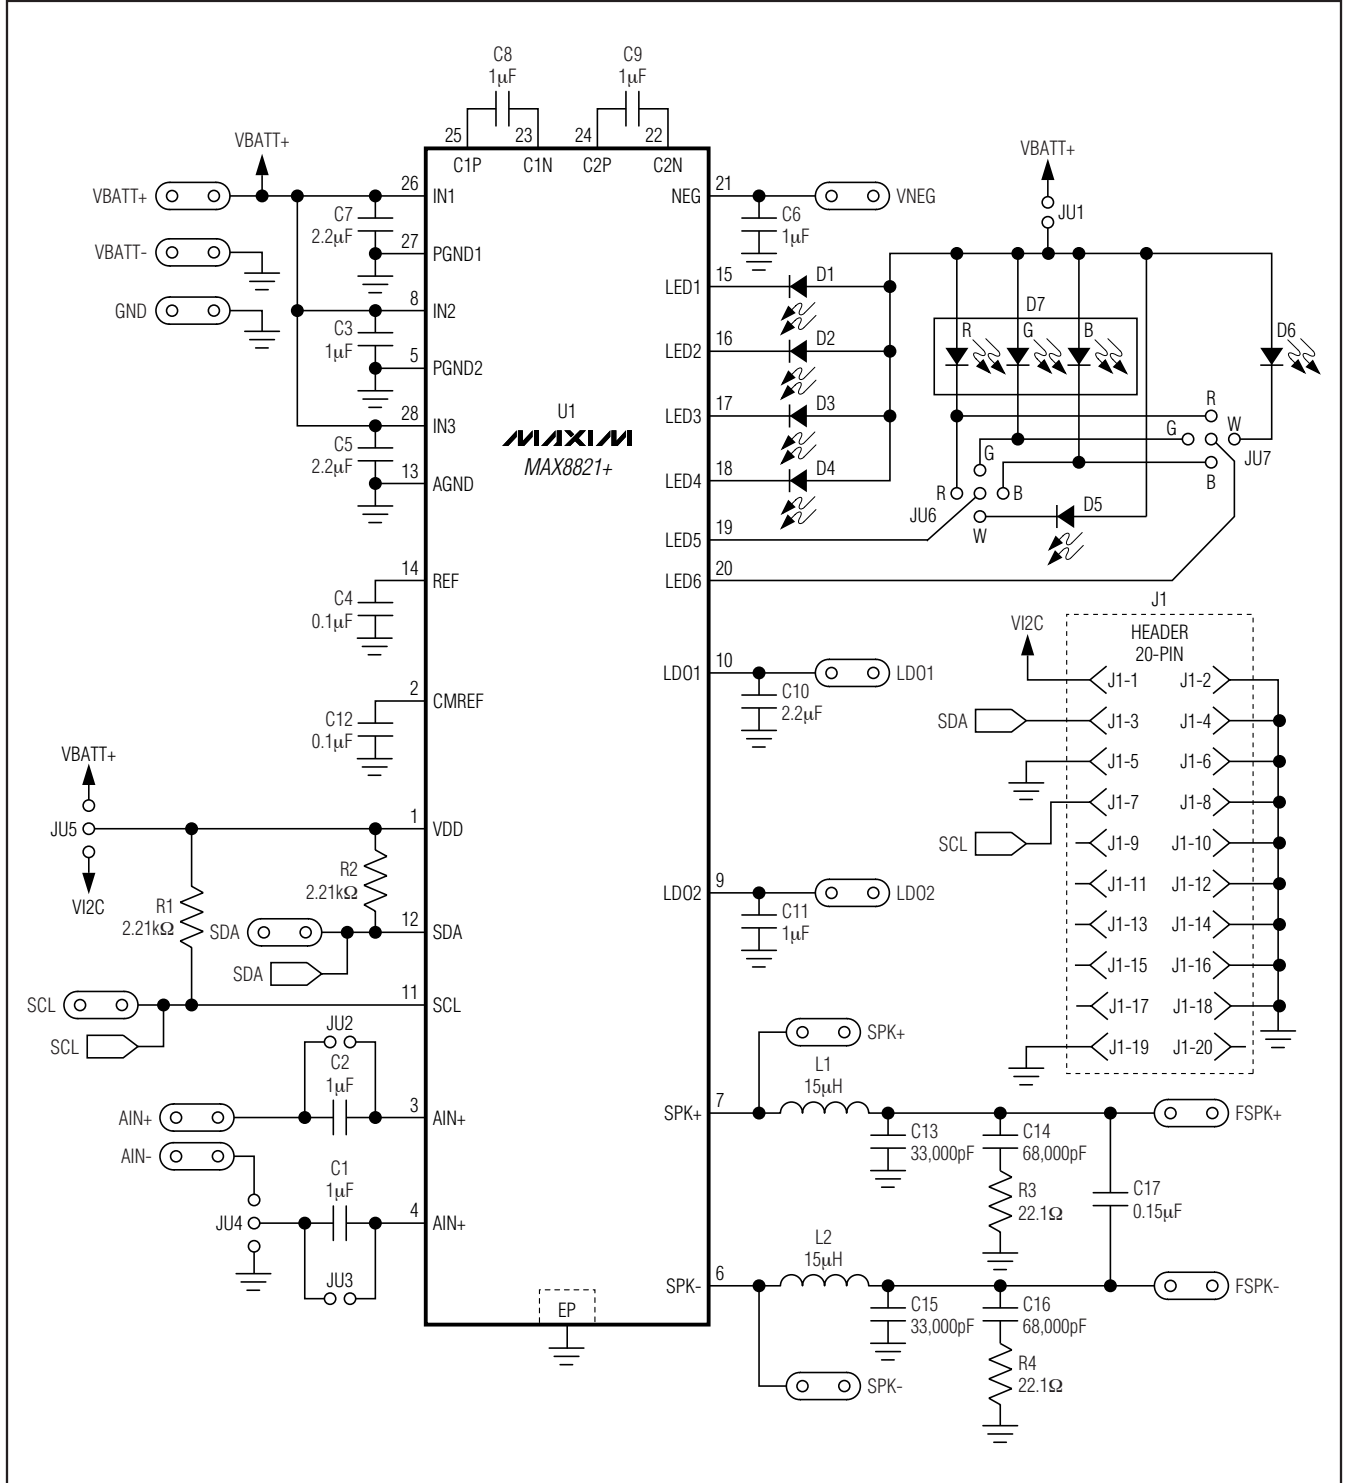 C8
1µF
C9
1µF
25
23
24
22
C1P
C1N
C2P
C2N
VBATT+
VBATT+
VBATT-
GND
26
IN1
C7
2.2µF
27
PGND1
8
IN2
C3
1µF
5
PGND2
28
IN3
C5
2.2µF
13
AGND
U1
MAXIM
MAX8821+
14
REF
C4
0.1µF
2
CMREF
C12
0.1µF
VBATT+
JU5
VI2C
1
VDD
R2
2.21kΩ
R1
2.21kΩ
SDA
12
SDA
SDA
SCL
11
SCL
SCL
JU2
C2
1µF
AIN+
3
AIN+
AIN-
C1
1µF
JU4
4
AIN+
JU3
EP
NEG
21
VNEG
C6
1µF
VBATT+
JU1
LED1
15
D1
LED2
16
D2
LED3
17
D3
LED4
18
D4
LED5
19
LED6
20
D7
R
G
B
D6
R
G
W
JU7
B
G
R
B
JU6
W
D5
LDO1
10
LDO1
C10
2.2µF
LDO2
9
LDO2
C11
1µF
J1
HEADER
20-PIN
VI2C
J1-1
J1-2
SDA
J1-3
J1-4
J1-5
J1-6
J1-7
J1-8
SCL
J1-9
J1-10
J1-11
J1-12
J1-13
J1-14
J1-15
J1-16
J1-17
J1-18
J1-19
J1-20
SPK+
L1
15µH
SPK+
7
FSPK+
C13
33,000pF
C14
68,000pF
R3
22.1Ω
C17
0.15µF
L2
15µH
SPK-
6
FSPK-
C15
33,000pF
C16
68,000pF
R4
22.1Ω
SPK-